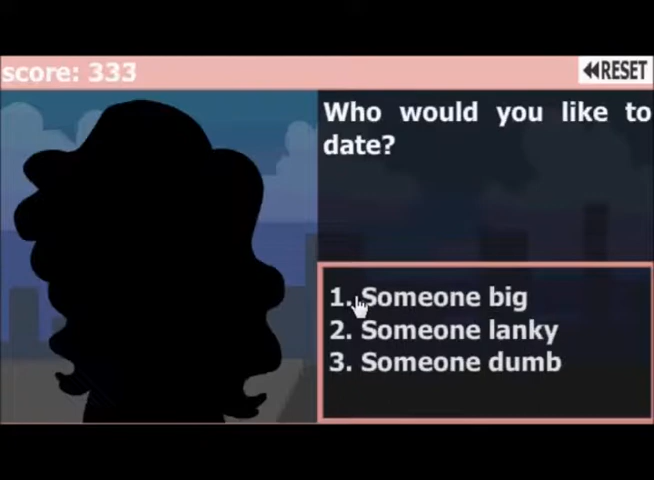 score: 333
RESET
Who would you like to
date?
1. Someone big
2. Someone lanky
3. Someone dumb